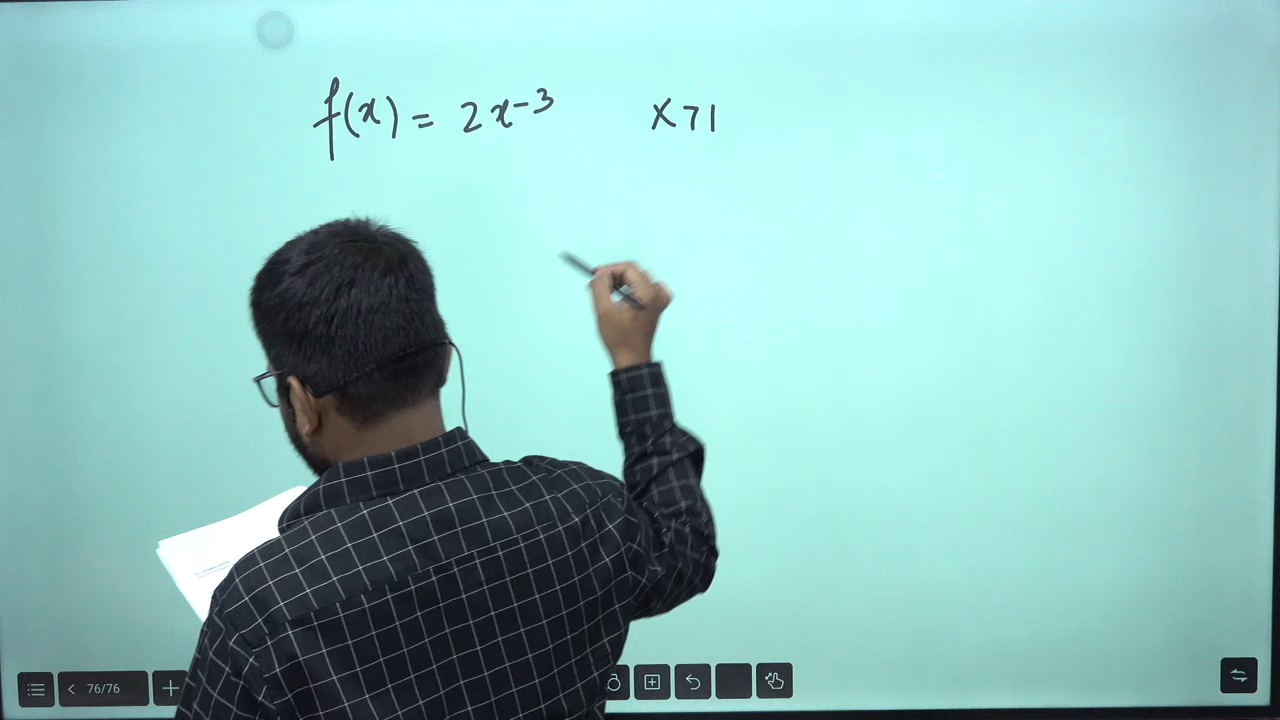 f(x) = 2x-3 x>1
76/76